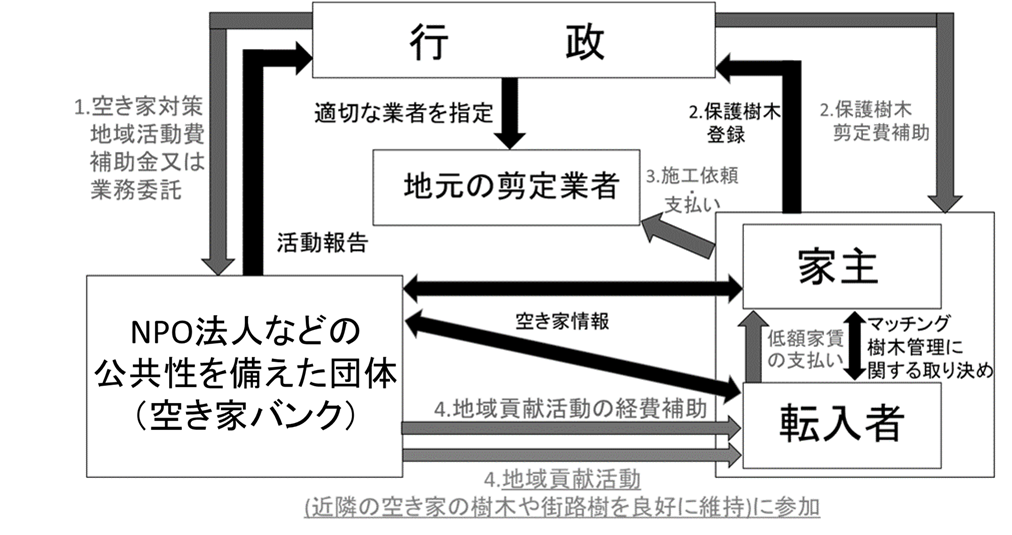 行　政
1.空き家対策
地域活動費
補助金又は
業務委託
適切な業者を指定
2.保護樹木
登録
2.保護樹木
剪定費補助
地元の剪定業者
3.施工依頼
・
支払い
活動報告
家主
NPO法人などの
公共性を備えた団体
（空き家バンク）
空き家情報
低額家賃
の支払い
マッチング
樹木管理に
関する取り決め
転入者
4.地域貢献活動の経費補助
4.地域貢献活動
(近隣の空き家の樹木や街路樹を良好に維持)に参加